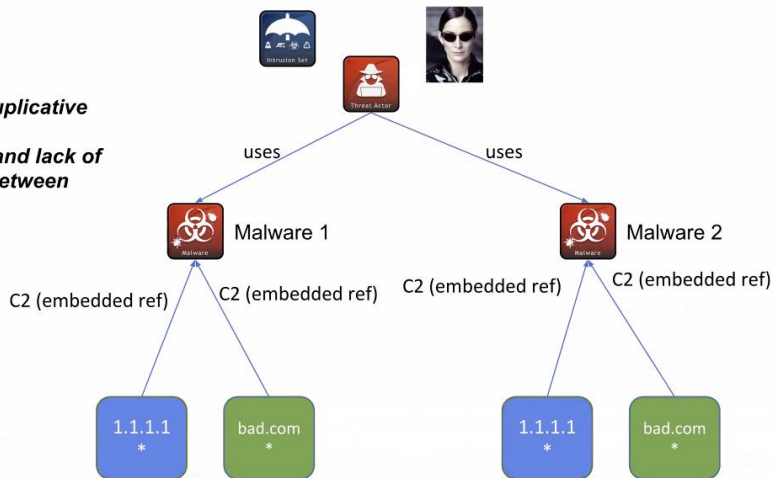 Intrusion Set
Threat Actor
uplicative
and lack of
etween
uses
uses
Malware
Malware 1
Malware
Malware 2
C2 (embedded ref)
C2 (embedded ref)
C2 (embedded ref)
C2 (embedded ref)
1.1.1.1
*
bad.com
*
1.1.1.1
*
bad.com
*